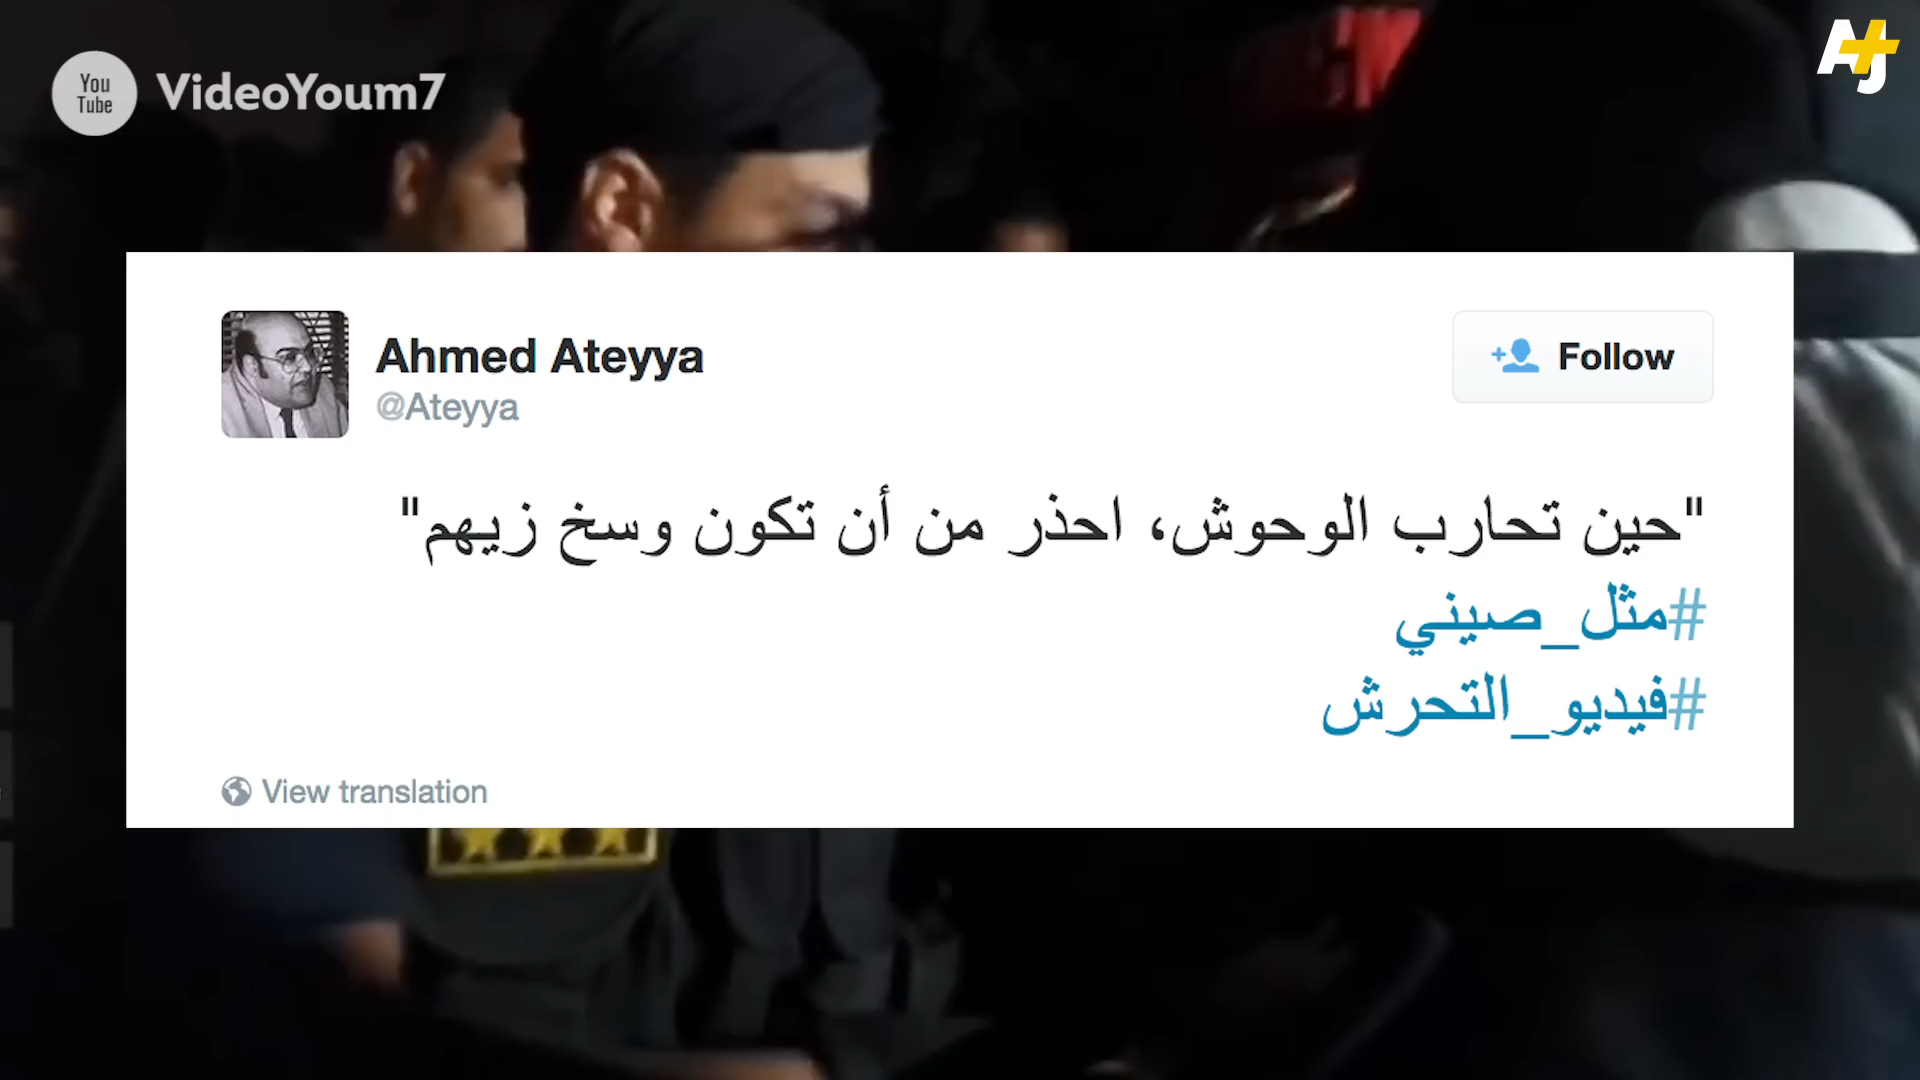 You
Tube
VideoYoum7
AJ+
Ahmed Ateyya
@Ateyya
Follow
"حين تحارب الوحوش، احذر من أن تكون وسخ زيهم"
#مثل_صيني
#فيديو_التحرش
View translation